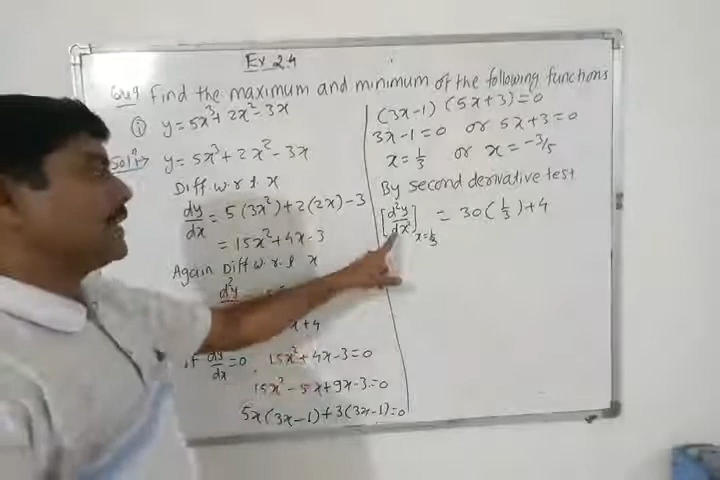 Ex 2.4
Qu 9 Find the maximum and minimum of the following functions
(i) y = 5x³ + 2x² - 3x
Solⁿ→ y = 5x³ + 2x² - 3x
Diff w.r.t. x
dy/dx = 5(3x²) + 2(2x) - 3
= 15x² + 4x - 3
Again Diff w.r.t x
d²y
x + 4
If dy/dx = 0, 15x² + 4x - 3 = 0
15x² - 5x + 9x - 3 = 0
5x(3x - 1) + 3(3x - 1) = 0
(3x - 1)(5x + 3) = 0
3x - 1 = 0 or 5x + 3 = 0
x = 1/3 or x = -3/5
By second derivative test
[d²y/dx²] x = 1/3 = 30(1/3) + 4